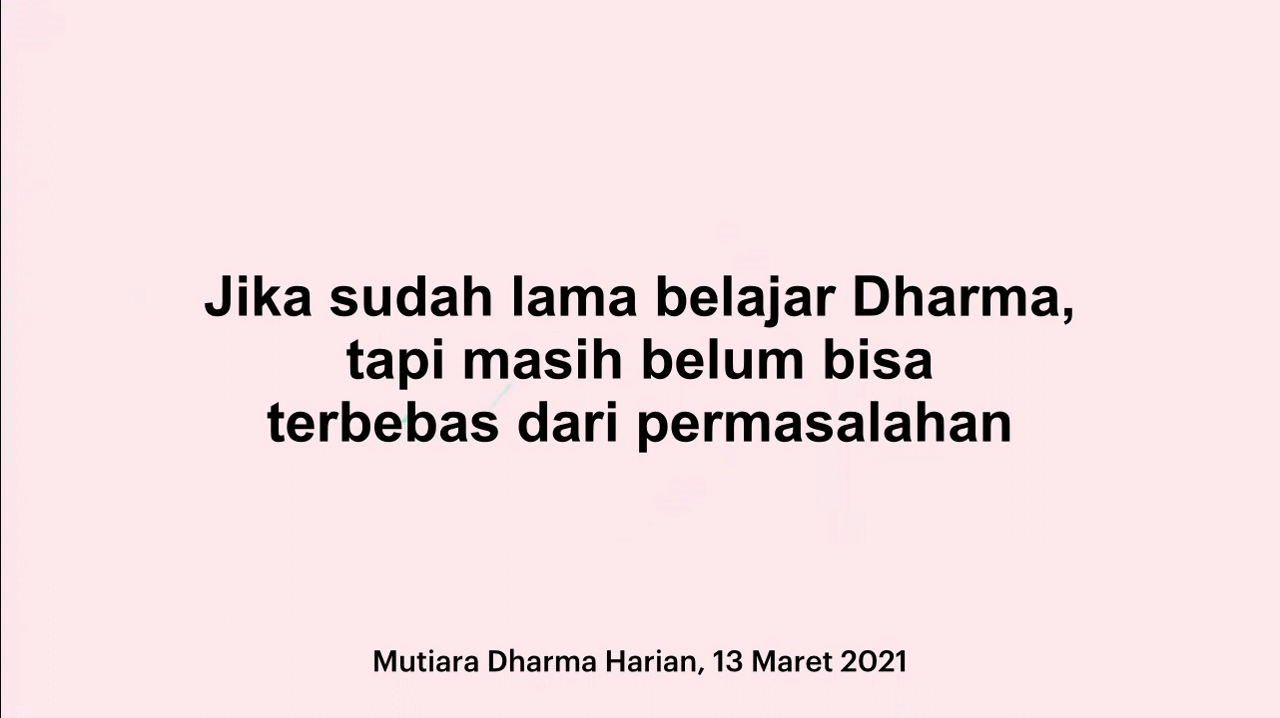 Jika sudah lama belajar Dharma,
tapi masih belum bisa
terbebas dari permasalahan
Mutiara Dharma Harian, 13 Maret 2021